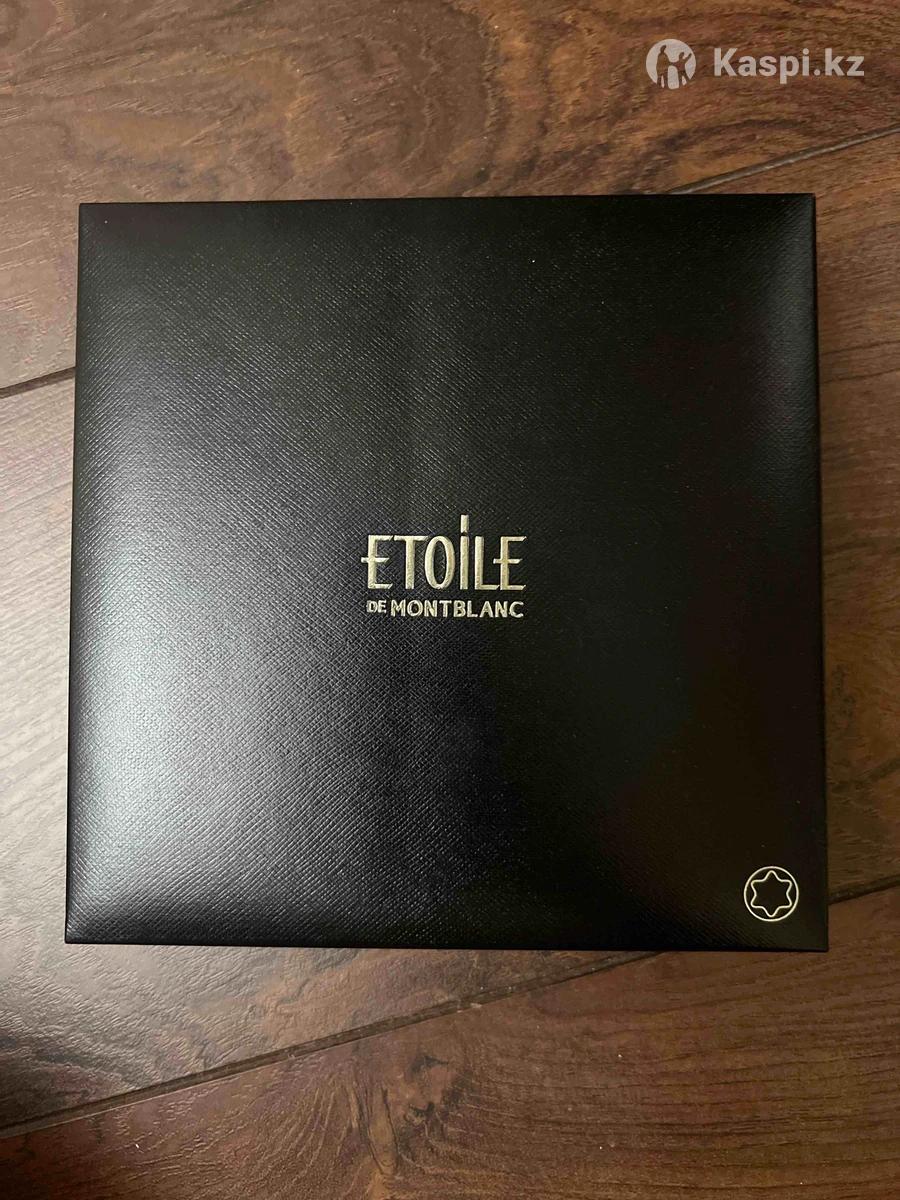 Kaspi.kz
ETOILE
DE MONTBLANC